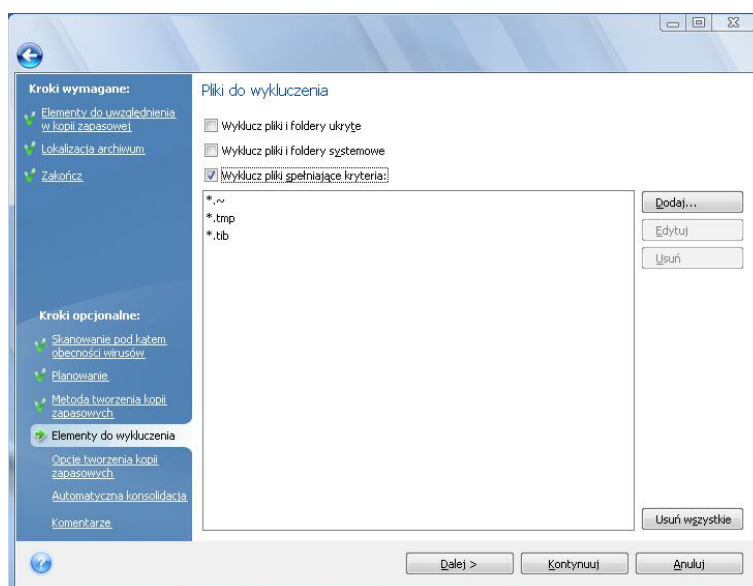 Kroki wymagane:
Elementy do uwzględnienia
w kopii zapasowej
Lokalizacja archiwum
Zakończ
Kroki opcjonalne:
Skanowanie pod kątem
obecności wirusów
Planowanie
Metoda tworzenia kopii
zapasowych
Elementy do wykluczenia
Opcje tworzenia kopii
zapasowych
Automatyczna konsolidacja
Komentarze
Pliki do wykluczenia
Wyklucz pliki i foldery ukryte
Wyklucz pliki i foldery systemowe
Wyklucz pliki spełniające kryteria:
*.~
*.tmp
*.tib
Dodaj...
Edytuj
Usuń
Usuń wszystkie
Dalej >
Kontynuuj
Anuluj